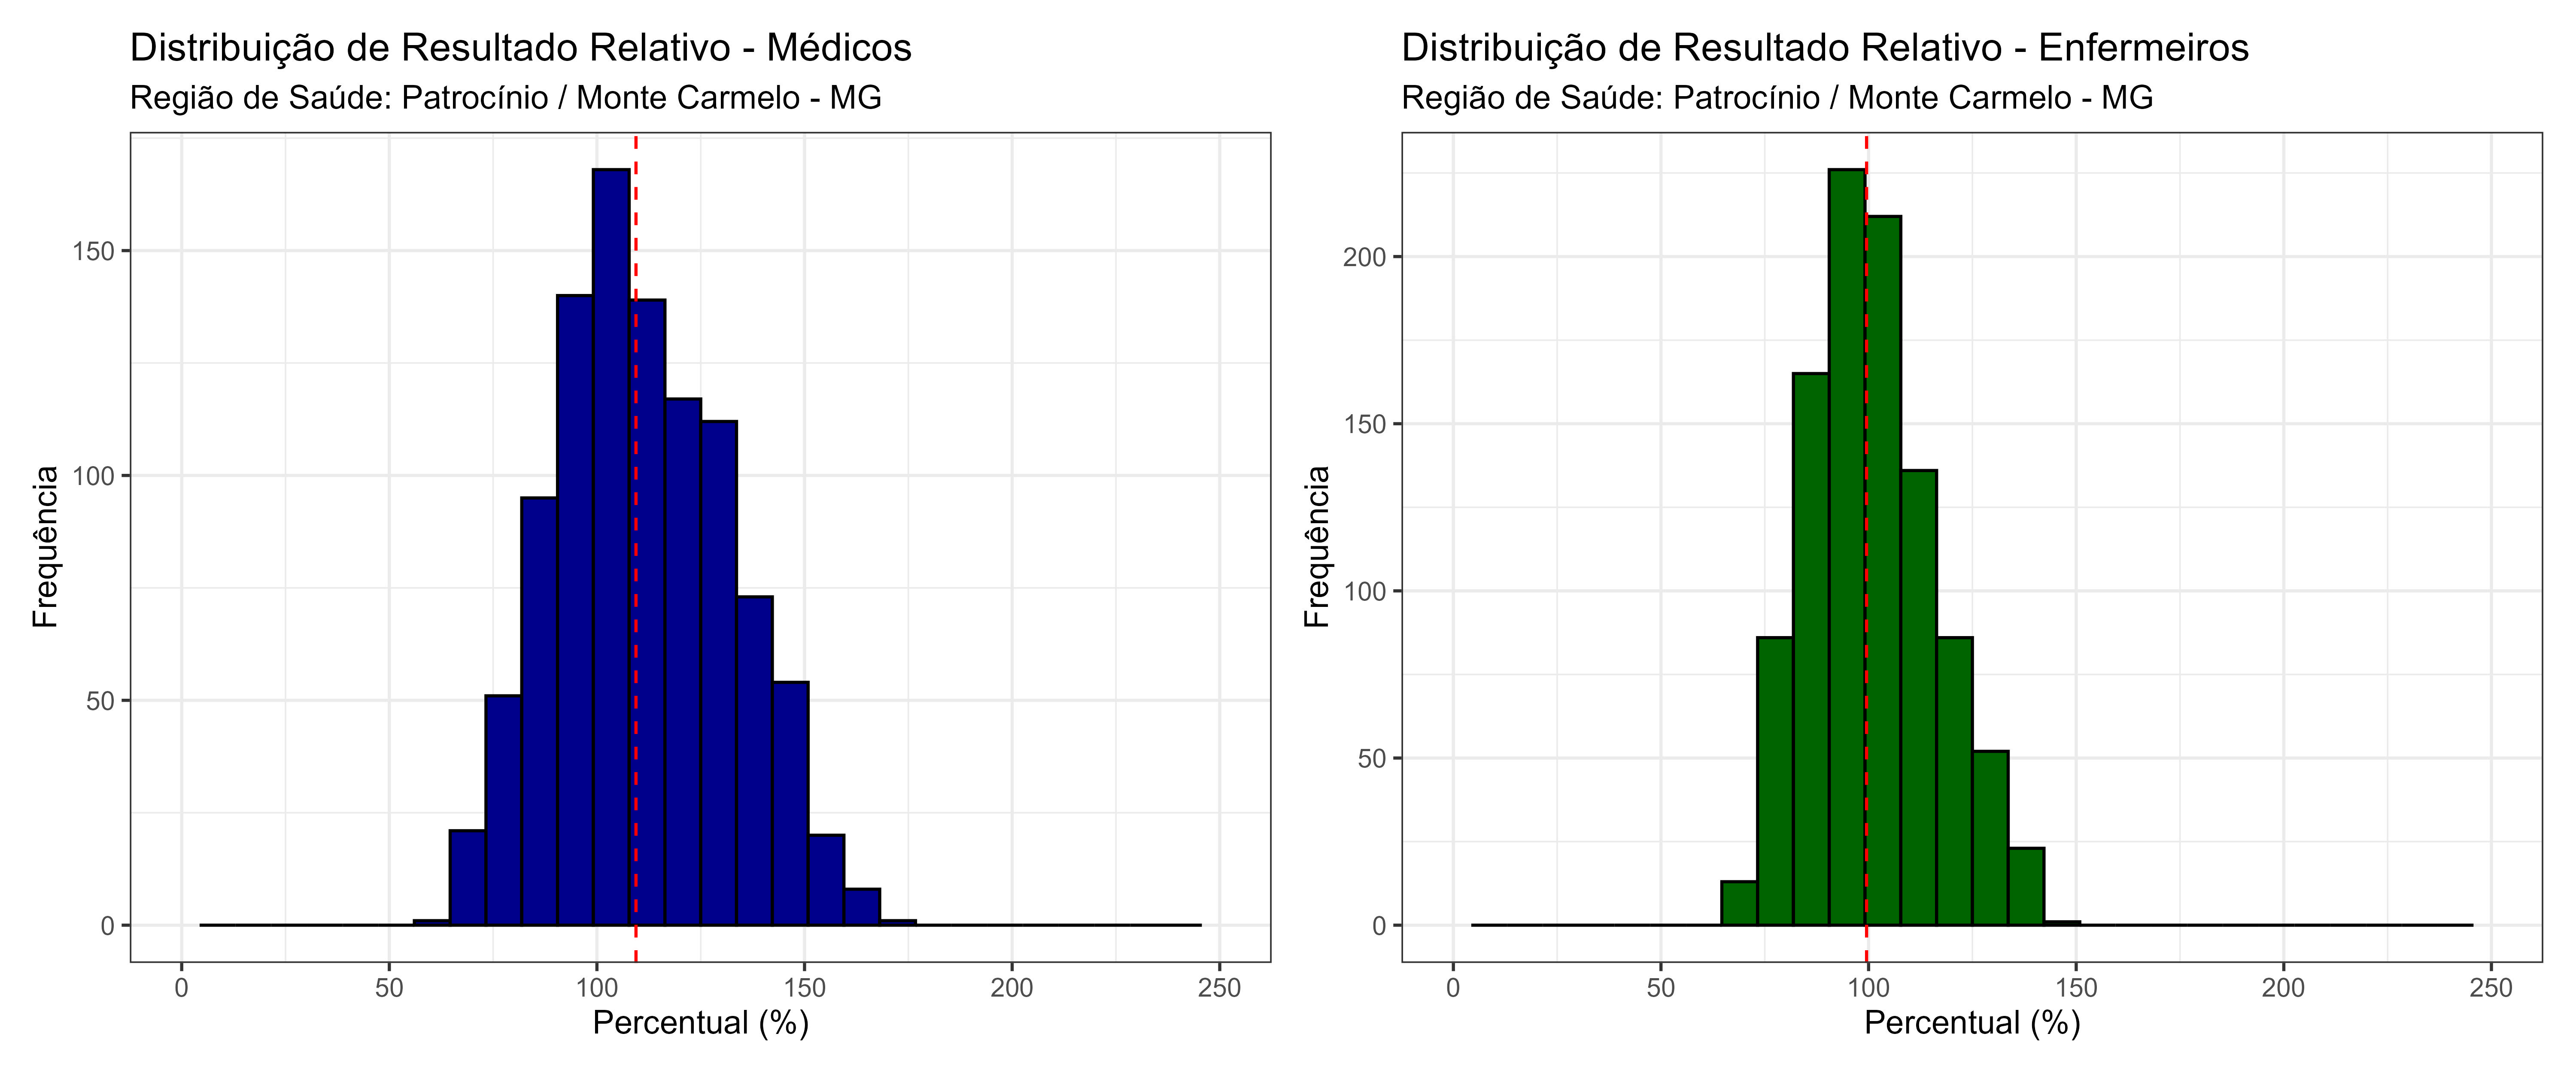 Distribuição de Resultado Relativo - Médicos
Região de Saúde: Patrocínio / Monte Carmelo - MG
Frequência
150
100
50
0
0 50 100 150 200 250
Percentual (%)
Distribuição de Resultado Relativo - Enfermeiros
Região de Saúde: Patrocínio / Monte Carmelo - MG
Frequência
200
150
100
50
0
0 50 100 150 200 250
Percentual (%)